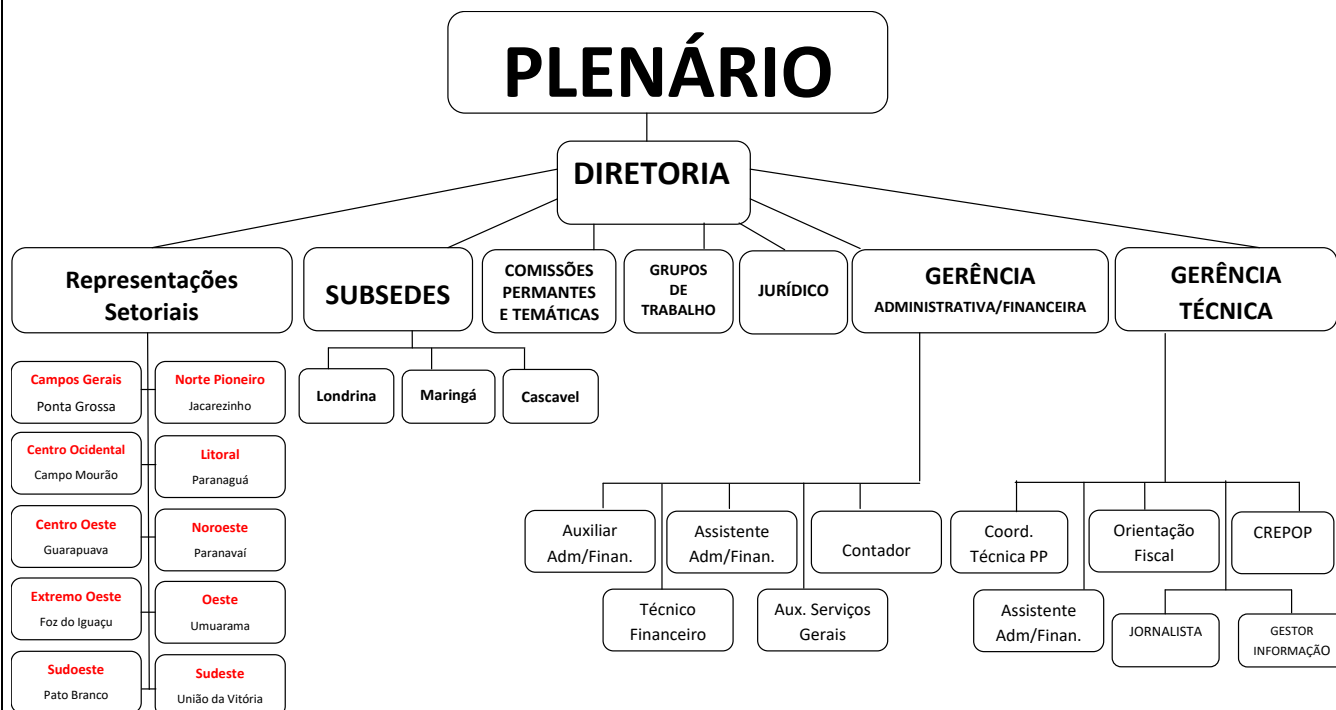 PLENÁRIO
DIRETORIA
Representações
Setoriais
SUBSEDES
COMISSÕES
PERMANTES
E TEMÁTICAS
GRUPOS
DE
TRABALHO
JURÍDICO
GERÊNCIA
ADMINISTRATIVA/FINANCEIRA
GERÊNCIA
TÉCNICA
Campos Gerais
Ponta Grossa
Norte Pioneiro
Jacarezinho
Centro Ocidental
Campo Mourão
Litoral
Paranaguá
Centro Oeste
Guarapuava
Noroeste
Paranavaí
Extremo Oeste
Foz do Iguaçu
Oeste
Umuarama
Sudoeste
Pato Branco
Sudeste
União da Vitória
Londrina
Maringá
Cascavel
Auxiliar
Adm/Finan.
Assistente
Adm/Finan.
Contador
Técnico
Financeiro
Aux. Serviços
Gerais
Coord.
Técnica PP
Orientação
Fiscal
CREPOP
Assistente
Adm/Finan.
JORNALISTA
GESTOR
INFORMAÇÃO